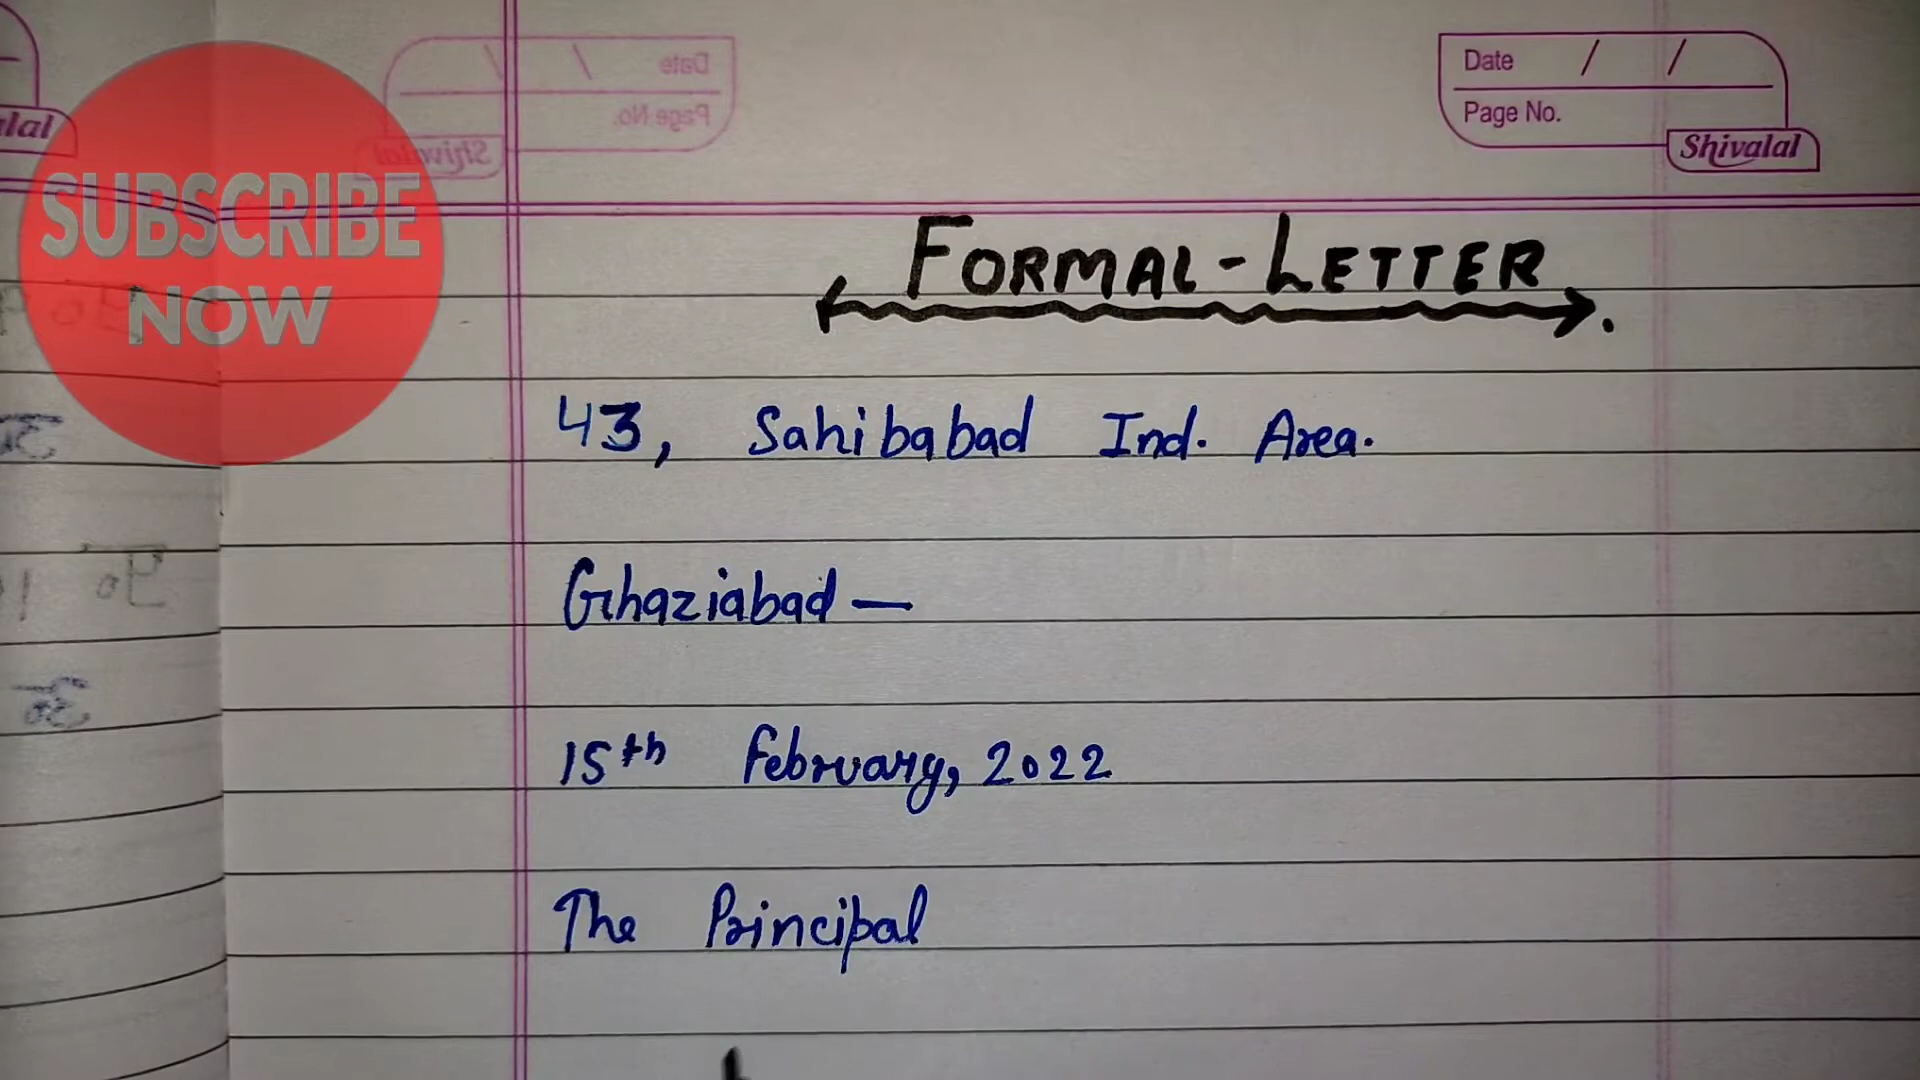 Date / /
Page No.
Shivalal
SUBSCRIBE
NOW
FORMAL-LETTER
43, Sahibabad Ind. Area.
Ghaziabad —
15th February, 2022
The Principal